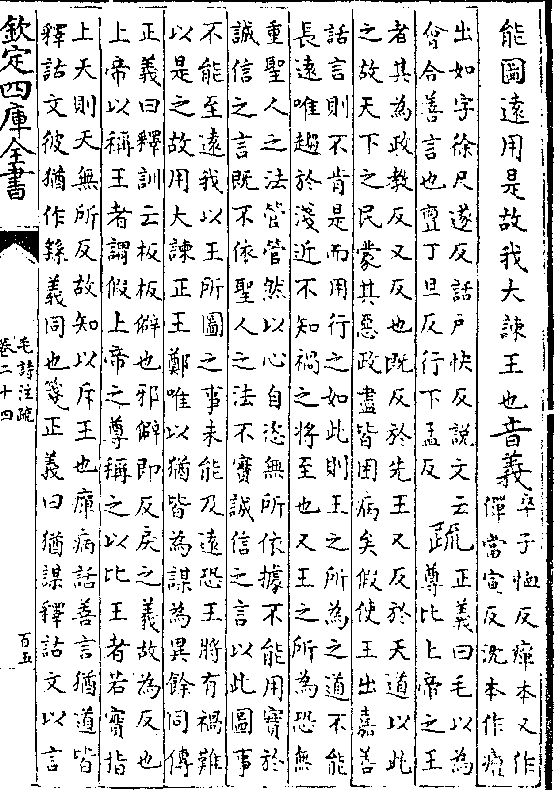 能圖遠用是故我大諫王也音義卒子恤反癉本又作
僤當亶反沈本作瘨
出如字徐尺遂反話戶快反說文云
㑹合善言也亶丁旦反行下孟反
疏正義曰毛以為
尊比上帝之王
者其為政教反又反也既反於先王又反於天道以此
之故天下之民蒙其惡政盡皆困病矣假使王出嘉善
話言則不肯是而用行之如此則王之所為之道不能
長遠唯趨於淺近不知禍之將至也又王之所為恐無
重聖人之法管管然以心自恣無所依據不能用實於
誠信之言既不依聖人之法不實誠信之言以此圖事
不能至遠我以王所圖之事未能及遠恐王將有禍難
以是之故用大諫正王鄭唯以猶皆為謀為異餘同傳
正義曰釋訓云板板僻也邪僻即反戾之義故為反也
上帝以稱王者謂假上帝之尊稱之以比王者若實指
上天則天無所反故知以斥王也癉病話善言猶道皆
釋詁文彼猶作繇義同也箋正義曰猶謀釋詁文以言
欽定四庫全書
毛詩注疏
卷二十四
百五